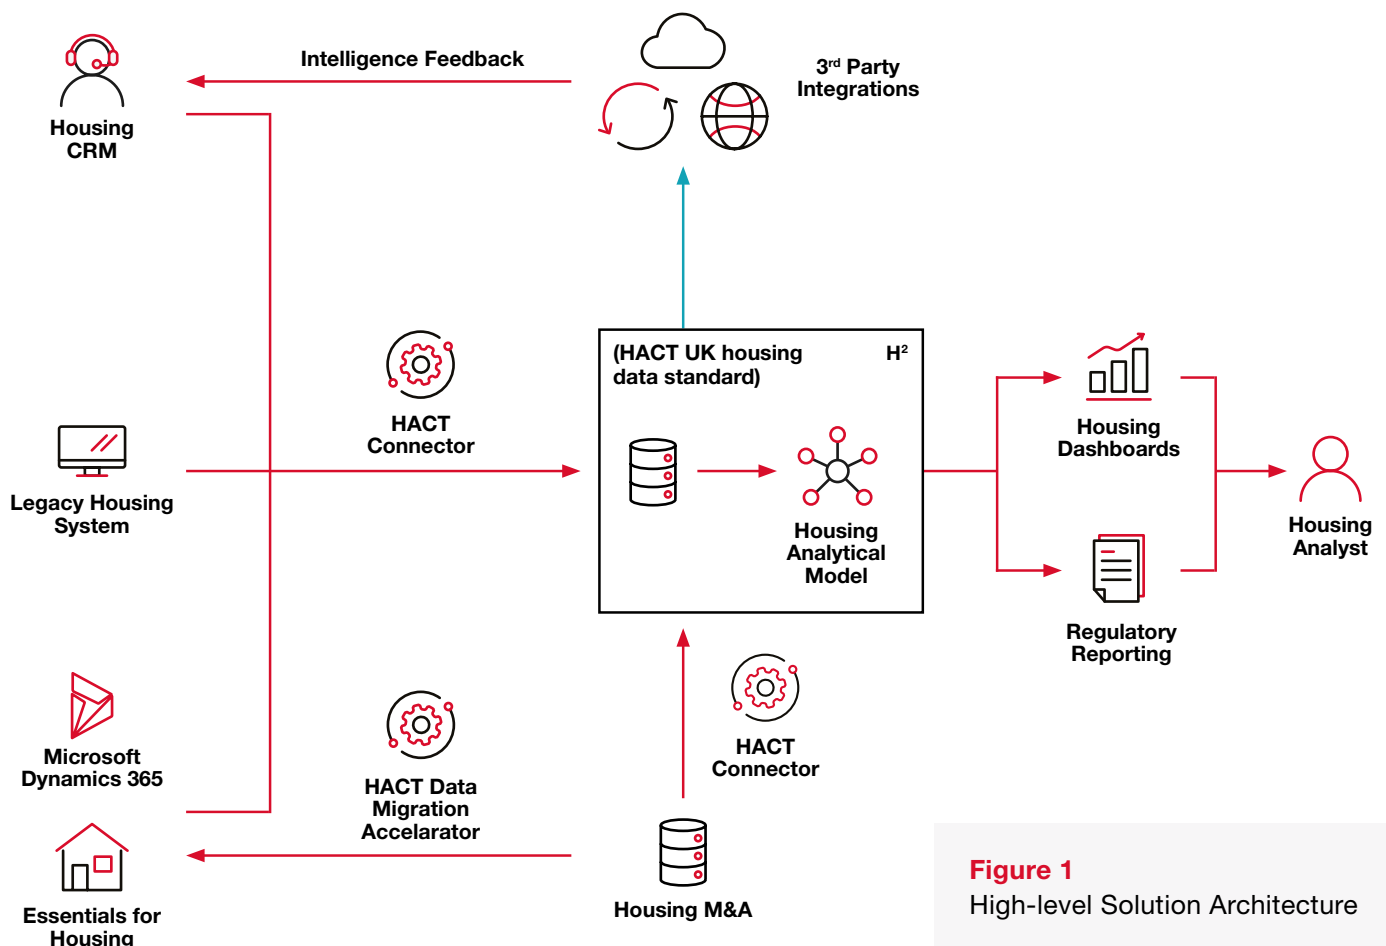 Intelligence Feedback
3rd Party
Integrations
Housing
CRM
(HACT UK housing
data standard)
H²
HACT
Connector
Housing
Dashboards
Legacy Housing
System
Housing
Analytical
Model
Housing
Analyst
Regulatory
Reporting
Microsoft
Dynamics 365
HACT Data
Migration
Accelarator
HACT
Connector
Essentials for
Housing
Housing M&A
Figure 1
High-level Solution Architecture